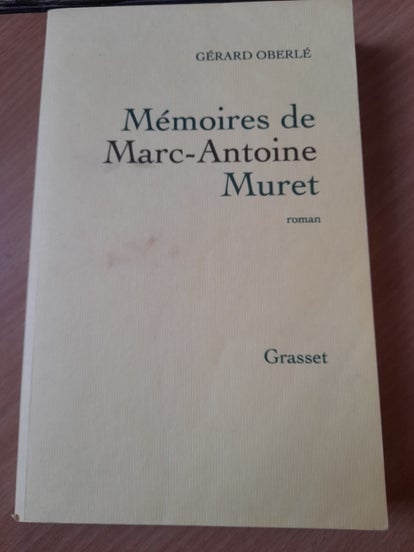 GÉRARD OBERLÉ
Mémoires de
Marc-Antoine
Muret
roman
Grasset